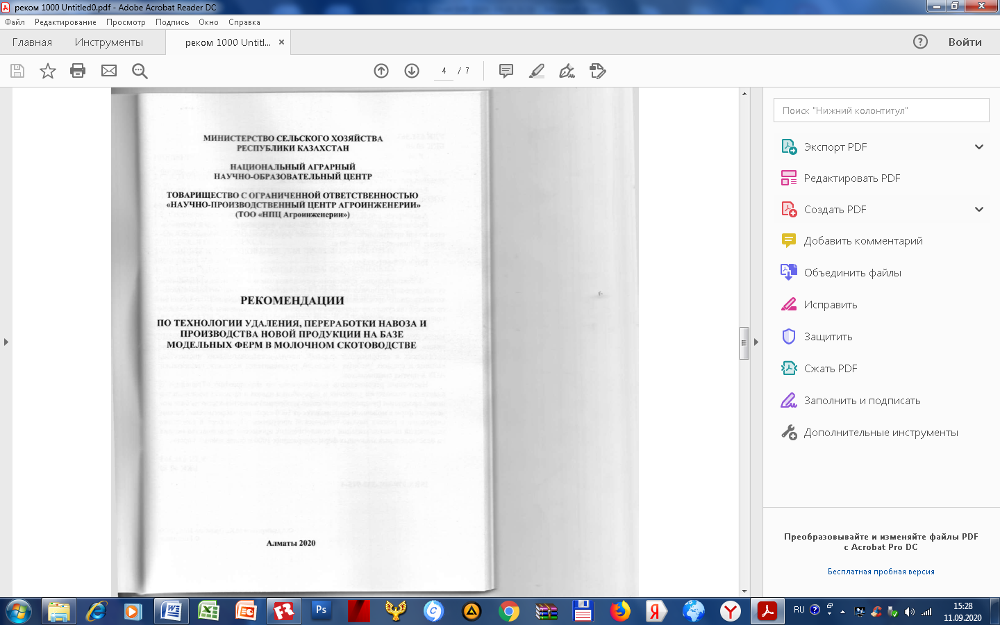 реком 1000 Untitled0.pdf - Adobe Acrobat Reader DC
Файл Редактирование Просмотр Подпись Окно Справка
Главная Инструменты реком 1000 Untitl... × Войти
4 / 7
МИНИСТЕРСТВО СЕЛЬСКОГО ХОЗЯЙСТВА
РЕСПУБЛИКИ КАЗАХСТАН
НАЦИОНАЛЬНЫЙ АГРАРНЫЙ
НАУЧНО-ОБРАЗОВАТЕЛЬНЫЙ ЦЕНТР
ТОВАРИЩЕСТВО С ОГРАНИЧЕННОЙ ОТВЕТСТВЕННОСТЬЮ
«НАУЧНО-ПРОИЗВОДСТВЕННЫЙ ЦЕНТР АГРОИНЖЕНЕРИИ»
(ТОО «НПЦ Агроинженерии»)
РЕКОМЕНДАЦИИ
ПО ТЕХНОЛОГИИ УДАЛЕНИЯ, ПЕРЕРАБОТКИ НАВОЗА И
ПРОИЗВОДСТВА НОВОЙ ПРОДУКЦИИ НА БАЗЕ
МОДЕЛЬНЫХ ФЕРМ В МОЛОЧНОМ СКОТОВОДСТВЕ
Алматы 2020
Поиск "Нижний колонтитул"
Экспорт PDF
Редактировать PDF
Создать PDF
Добавить комментарий
Объединить файлы
Исправить
Защитить
Сжать PDF
Заполнить и подписать
Дополнительные инструменты
Преобразовывайте и изменяйте файлы PDF
с Acrobat Pro DC
Бесплатная пробная версия
RU
15:28
11.09.2020